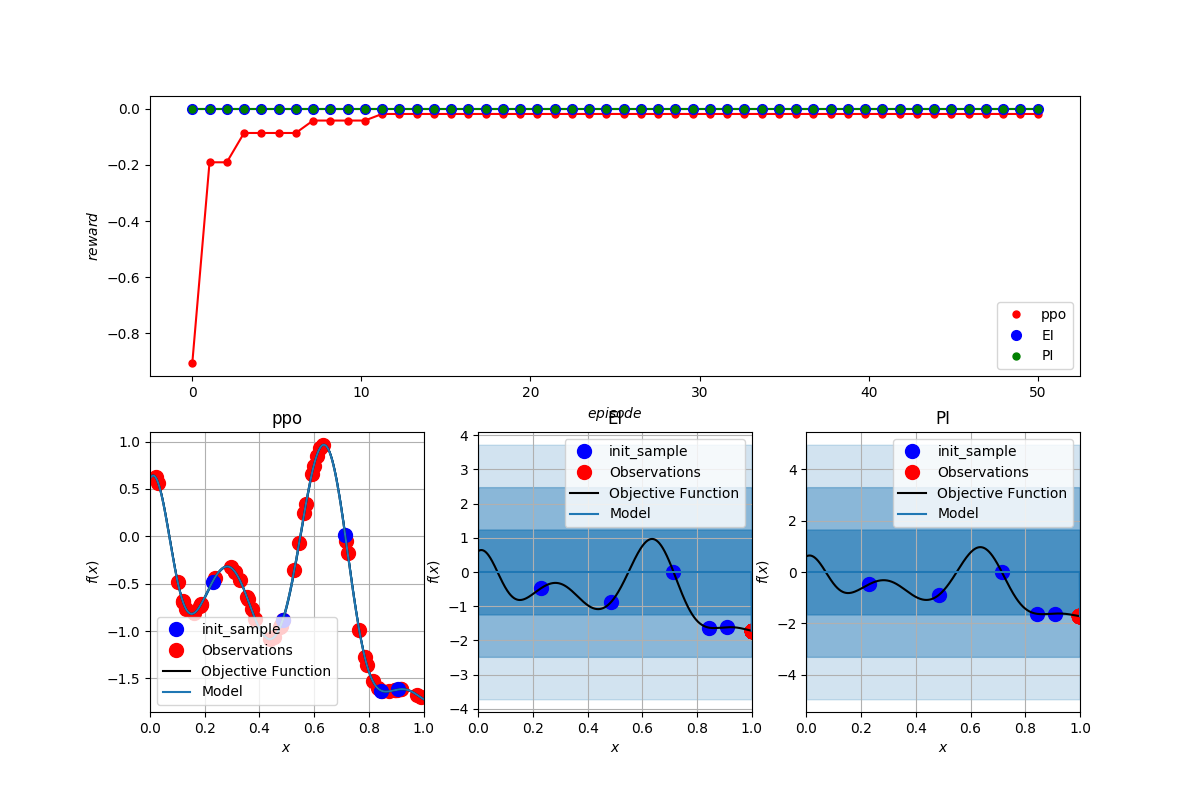 0.0
−0.2
−0.4
−0.6
−0.8
reward
0 10 20 30 40 50
episode
ppo
EI
PI
ppo
1.0
0.5
0.0
−0.5
−1.0
−1.5
f(x)
init_sample
Observations
Objective Function
Model
0.0 0.2 0.4 0.6 0.8 1.0
x
EI
4
3
2
1
0
−1
−2
−3
−4
f(x)
init_sample
Observations
Objective Function
Model
0.0 0.2 0.4 0.6 0.8 1.0
x
PI
4
2
0
−2
−4
f(x)
init_sample
Observations
Objective Function
Model
0.0 0.2 0.4 0.6 0.8 1.0
x